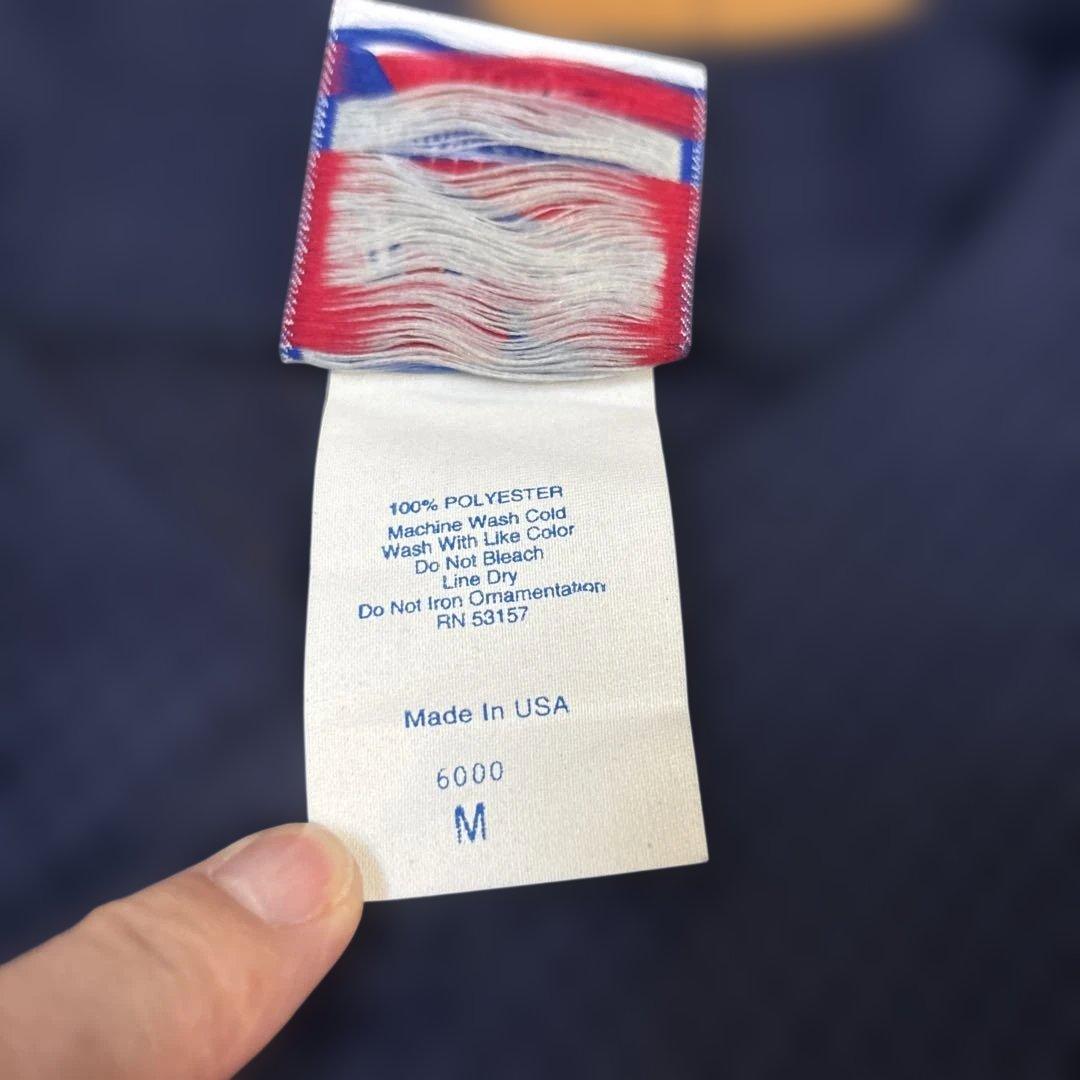 100% POLYESTER
Machine Wash Cold
Wash With Like Color
Do Not Bleach
Line Dry
Do Not Iron Ornamentation
RN 53157
Made In USA
6000
M